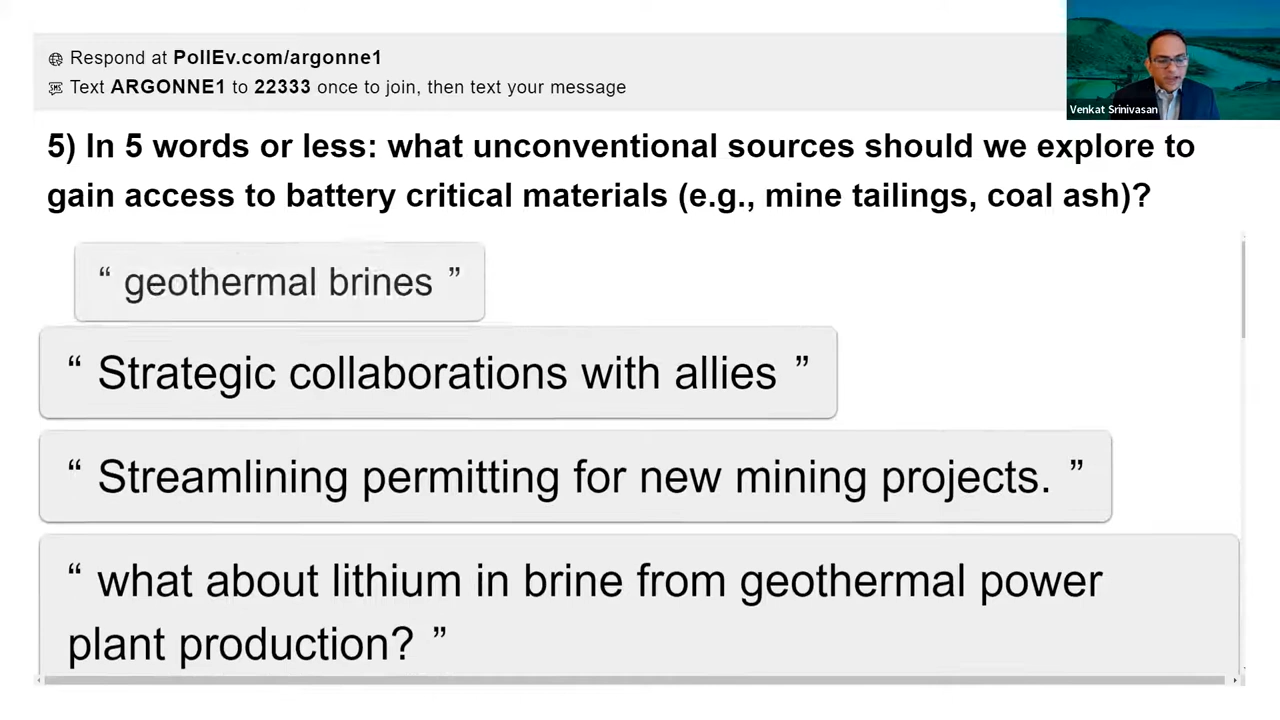 Respond at PollEv.com/argonne1
Text ARGONNE1 to 22333 once to join, then text your message
Venkat Srinivasan
5) In 5 words or less: what unconventional sources should we explore to
gain access to battery critical materials (e.g., mine tailings, coal ash)?
“ geothermal brines ”
“ Strategic collaborations with allies ”
“ Streamlining permitting for new mining projects. ”
“ what about lithium in brine from geothermal power
plant production? ”